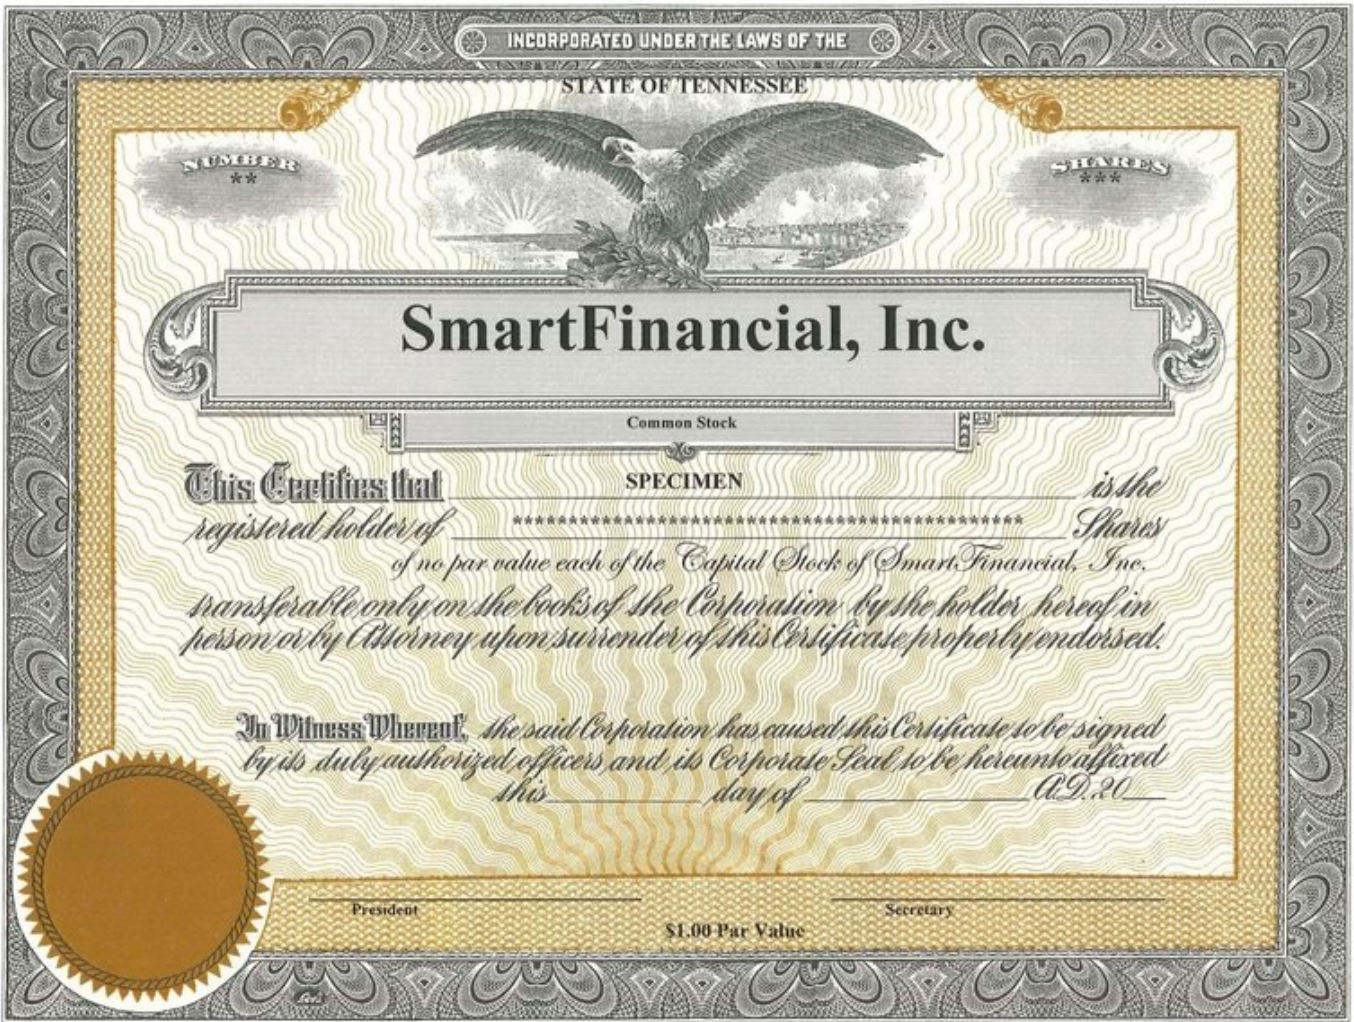 INCORPORATED UNDER THE LAWS OF THE
STATE OF TENNESSEE
NUMBER
**
SHARES
***
SmartFinancial, Inc.
Common Stock
This Certifies that SPECIMEN is the
registered holder of ******************************************** Shares
of no par value each of the Capital Stock of SmartFinancial, Inc.
transferable only on the books of the Corporation by the holder hereof in
person or by Attorney upon surrender of this Certificate properly endorsed.
In Witness Whereof, the said Corporation has caused this Certificate to be signed
by its duly authorized officers and its Corporate Seal to be hereunto affixed
this ____ day of ____ A.D. 20__
President
Secretary
$1.00 Par Value